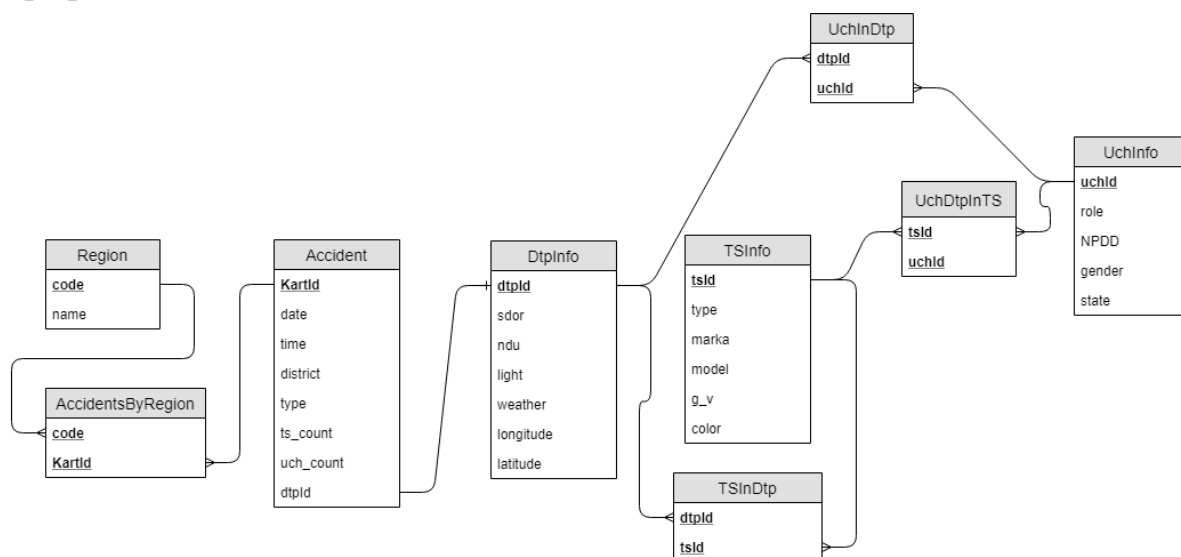 UchInDtp
dtpId
uchId
UchInfo
uchId
role
NPDD
gender
state
UchDtpInTS
tsId
uchId
Region
code
name
Accident
KartId
date
time
district
type
ts_count
uch_count
dtpId
DtpInfo
dtpId
sdor
ndu
light
weather
longitude
latitude
TSInfo
tsId
type
marka
model
g_v
color
AccidentsByRegion
code
KartId
TSInDtp
dtpId
tsId